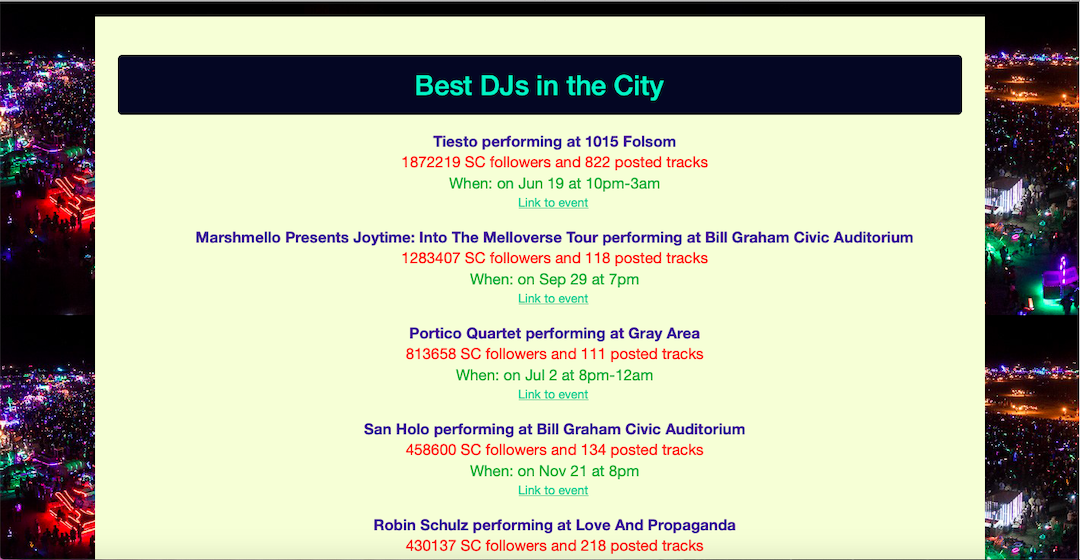 Best DJs in the City
Tiesto performing at 1015 Folsom
1872219 SC followers and 822 posted tracks
When: on Jun 19 at 10pm-3am
Link to event
Marshmello Presents Joytime: Into The Melloverse Tour performing at Bill Graham Civic Auditorium
1283407 SC followers and 118 posted tracks
When: on Sep 29 at 7pm
Link to event
Portico Quartet performing at Gray Area
813658 SC followers and 111 posted tracks
When: on Jul 2 at 8pm-12am
Link to event
San Holo performing at Bill Graham Civic Auditorium
458600 SC followers and 134 posted tracks
When: on Nov 21 at 8pm
Link to event
Robin Schulz performing at Love And Propaganda
430137 SC followers and 218 posted tracks